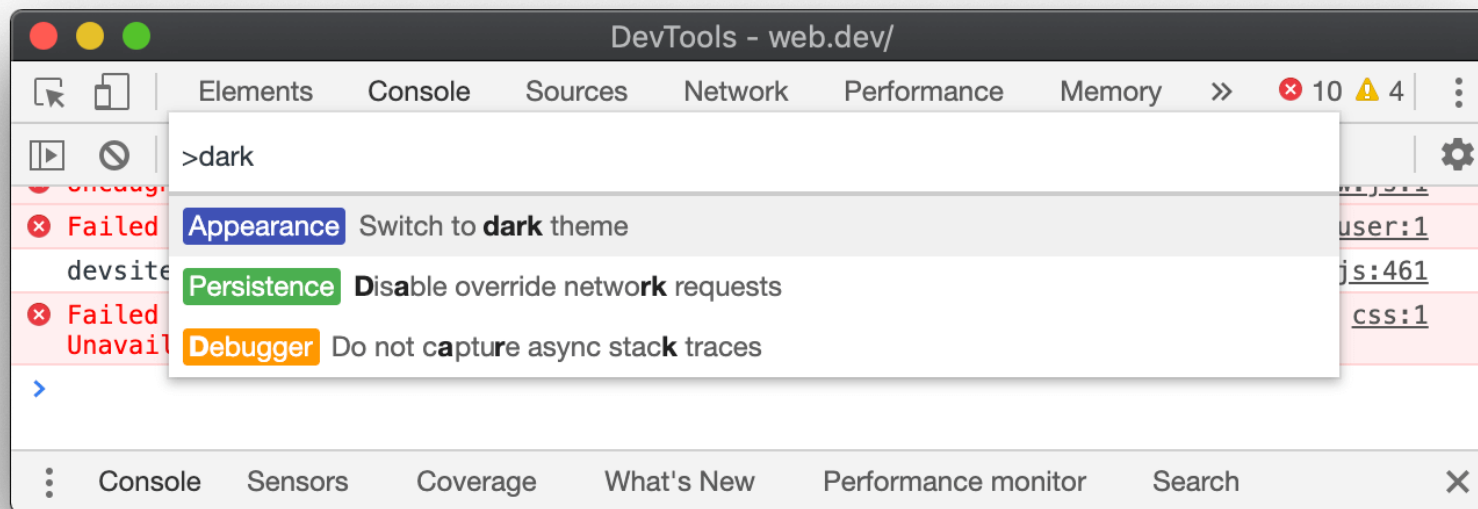 DevTools - web.dev/
Elements Console Sources Network Performance Memory » 10 4
>dark
w.js:1
Appearance Switch to dark theme
Failed user:1
Persistence Disable override network requests
devsite js:461
Failed css:1
Debugger Do not capture async stack traces
Unavail
>
Console Sensors Coverage What's New Performance monitor Search